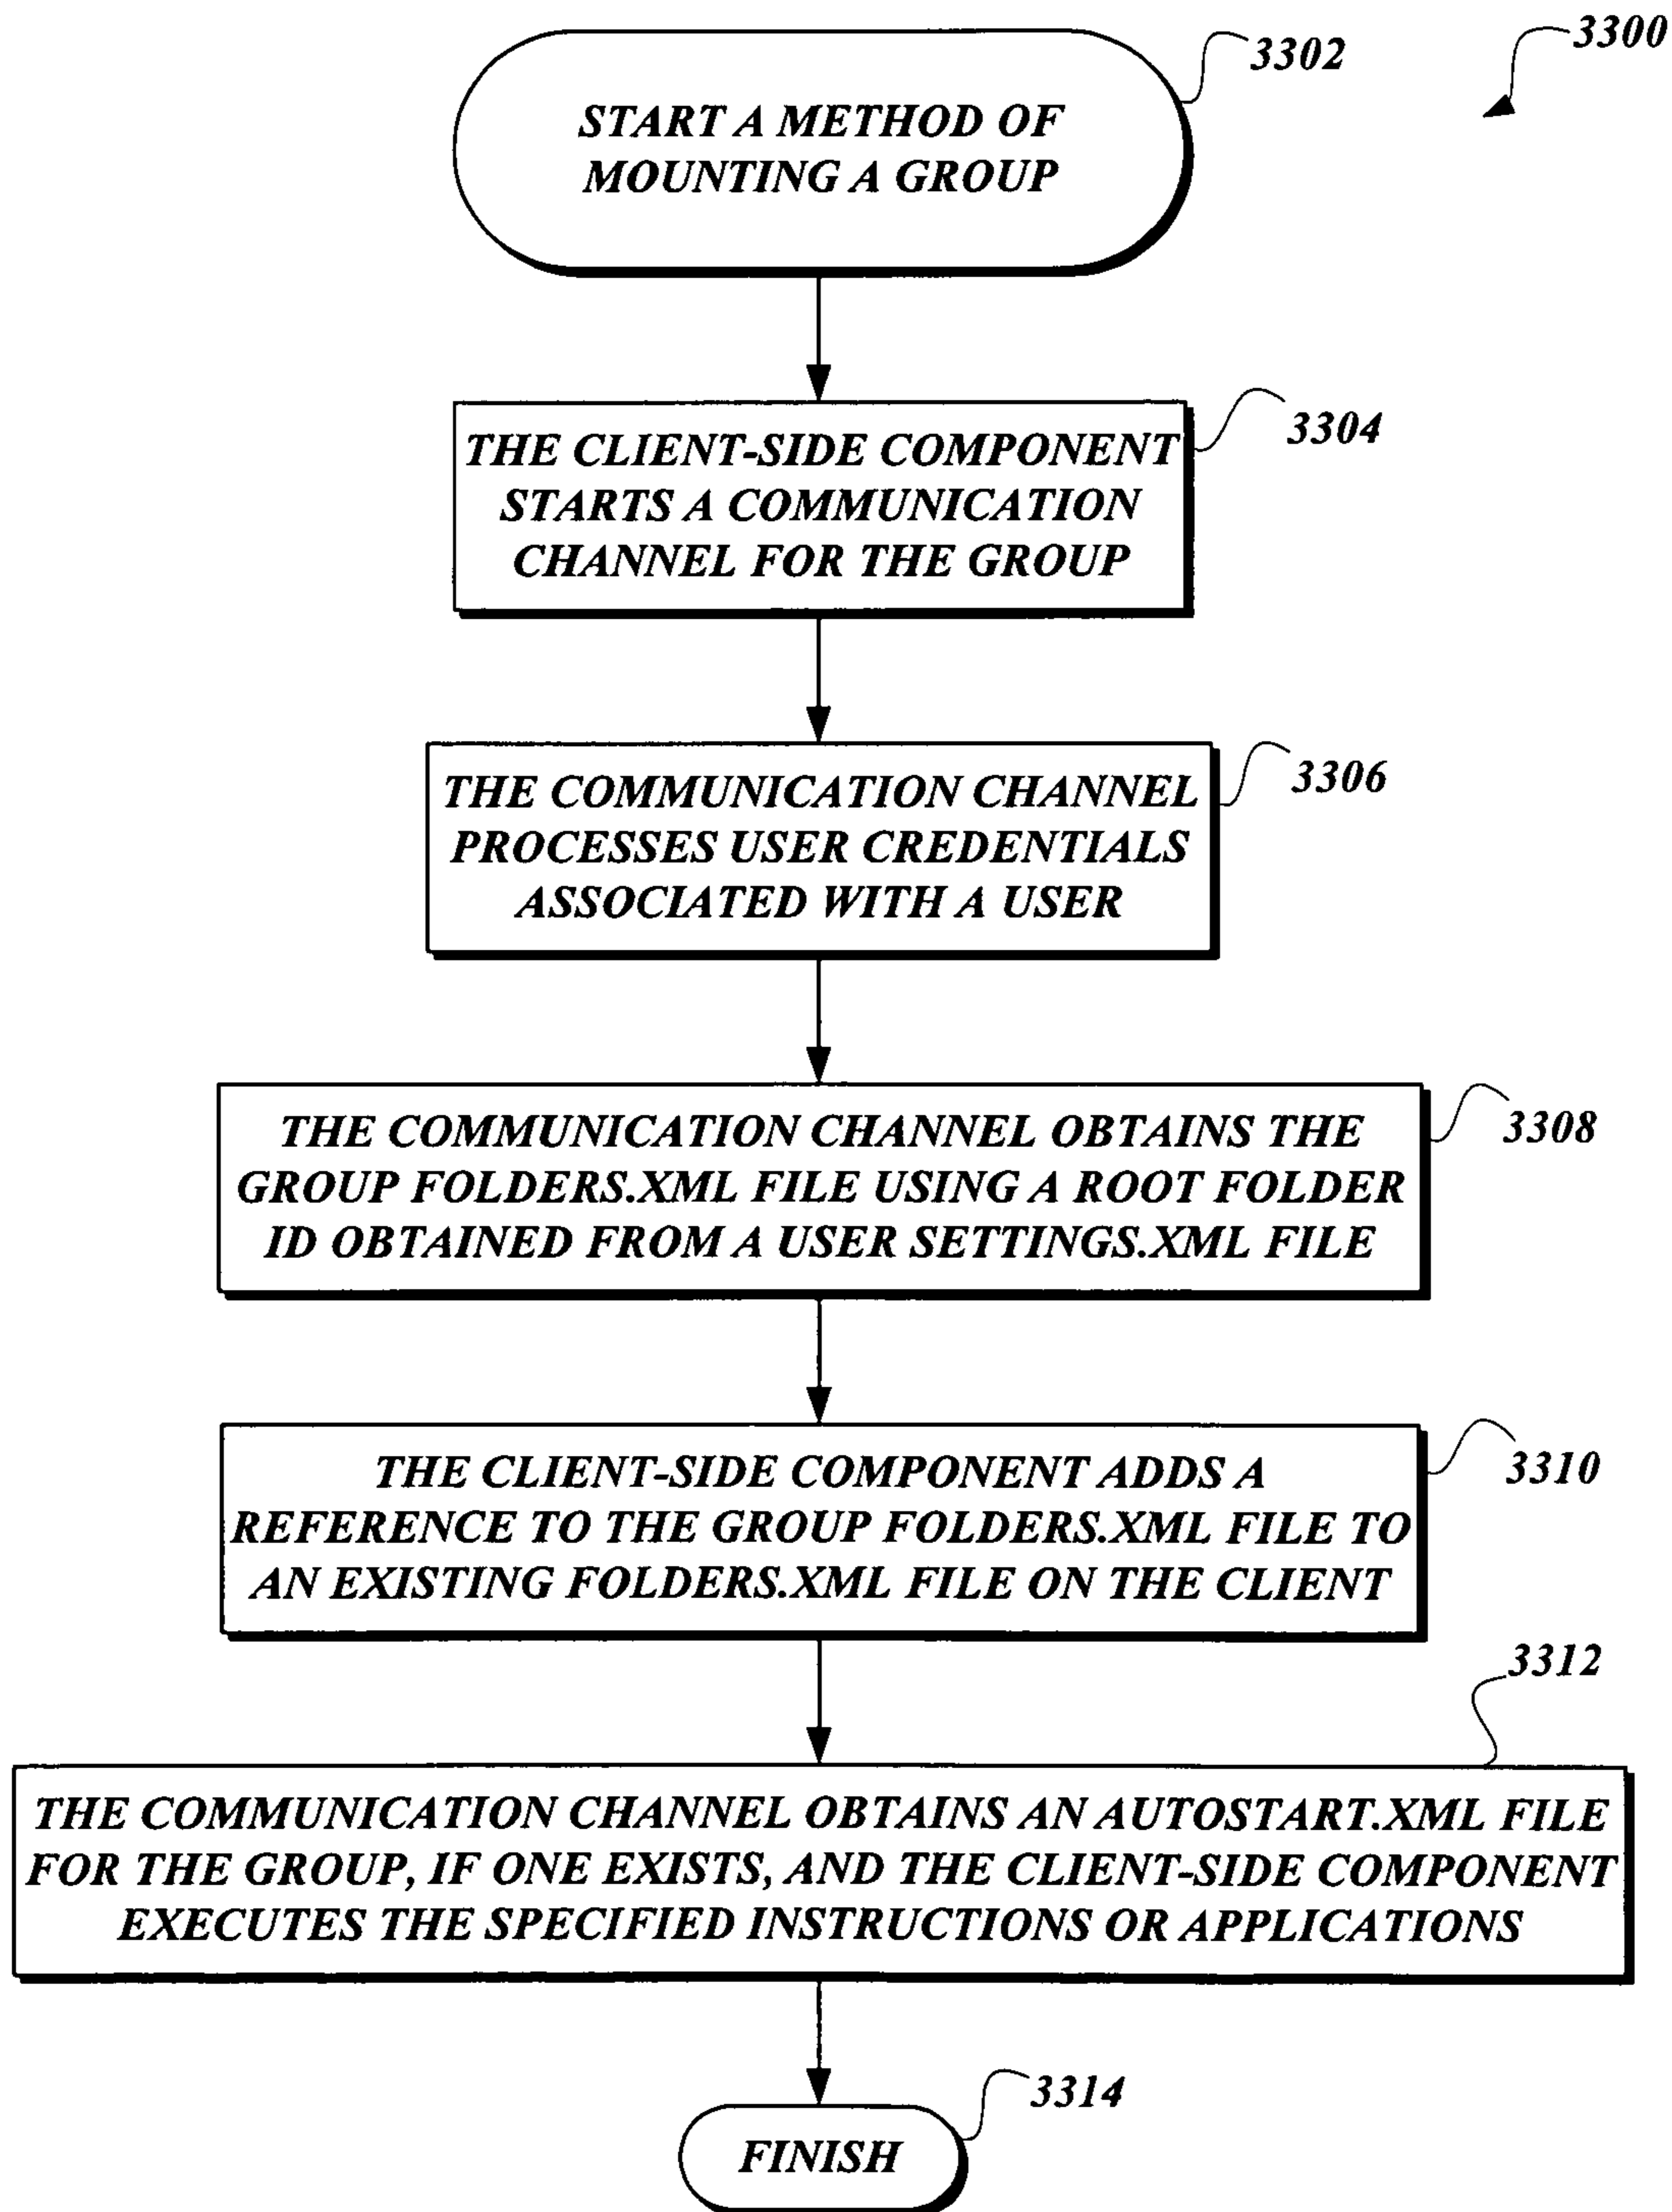 3300
3302
START A METHOD OF
MOUNTING A GROUP
3304
THE CLIENT-SIDE COMPONENT
STARTS A COMMUNICATION
CHANNEL FOR THE GROUP
3306
THE COMMUNICATION CHANNEL
PROCESSES USER CREDENTIALS
ASSOCIATED WITH A USER
3308
THE COMMUNICATION CHANNEL OBTAINS THE
GROUP FOLDERS.XML FILE USING A ROOT FOLDER
ID OBTAINED FROM A USER SETTINGS.XML FILE
3310
THE CLIENT-SIDE COMPONENT ADDS A
REFERENCE TO THE GROUP FOLDERS.XML FILE TO
AN EXISTING FOLDERS.XML FILE ON THE CLIENT
3312
THE COMMUNICATION CHANNEL OBTAINS AN AUTOSTART.XML FILE
FOR THE GROUP, IF ONE EXISTS, AND THE CLIENT-SIDE COMPONENT
EXECUTES THE SPECIFIED INSTRUCTIONS OR APPLICATIONS
3314
FINISH